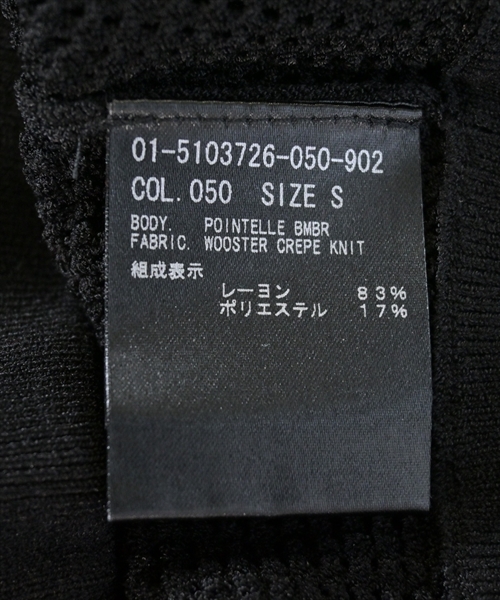 01-5103726-050-902
COL. 050 SIZE S
BODY. POINTELLE BMBR
FABRIC. WOOSTER CREPE KNIT
組成表示
レーヨン 83%
ポリエステル 17%